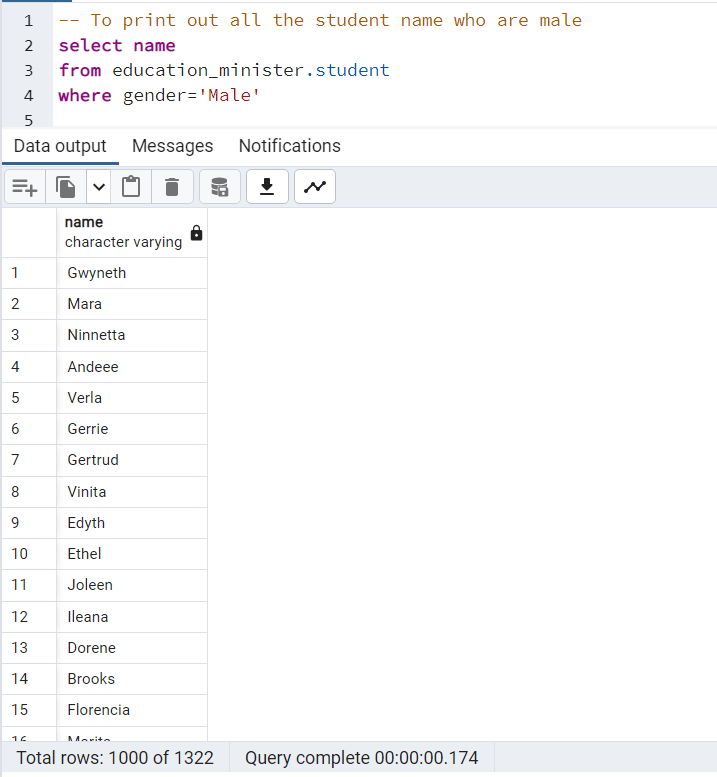 1 -- To print out all the student name who are male
2 select name
3 from education_minister.student
4 where gender='Male'
5
Data output Messages Notifications
name
character varying
1 Gwyneth
2 Mara
3 Ninnetta
4 Andeee
5 Verla
6 Gerrie
7 Gertrud
8 Vinita
9 Edyth
10 Ethel
11 Joleen
12 Ileana
13 Dorene
14 Brooks
15 Florencia
Total rows: 1000 of 1322 Query complete 00:00:00.174